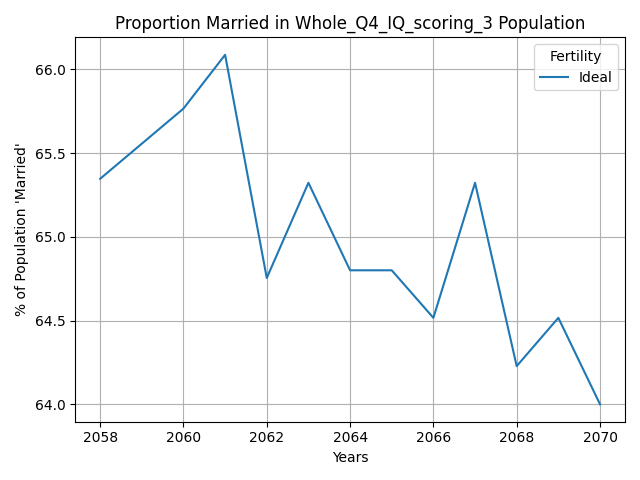 Proportion Married in Whole_Q4_IQ_scoring_3 Population
Fertility
Ideal
% of Population 'Married'
66.0
65.5
65.0
64.5
64.0
2058 2060 2062 2064 2066 2068 2070
Years